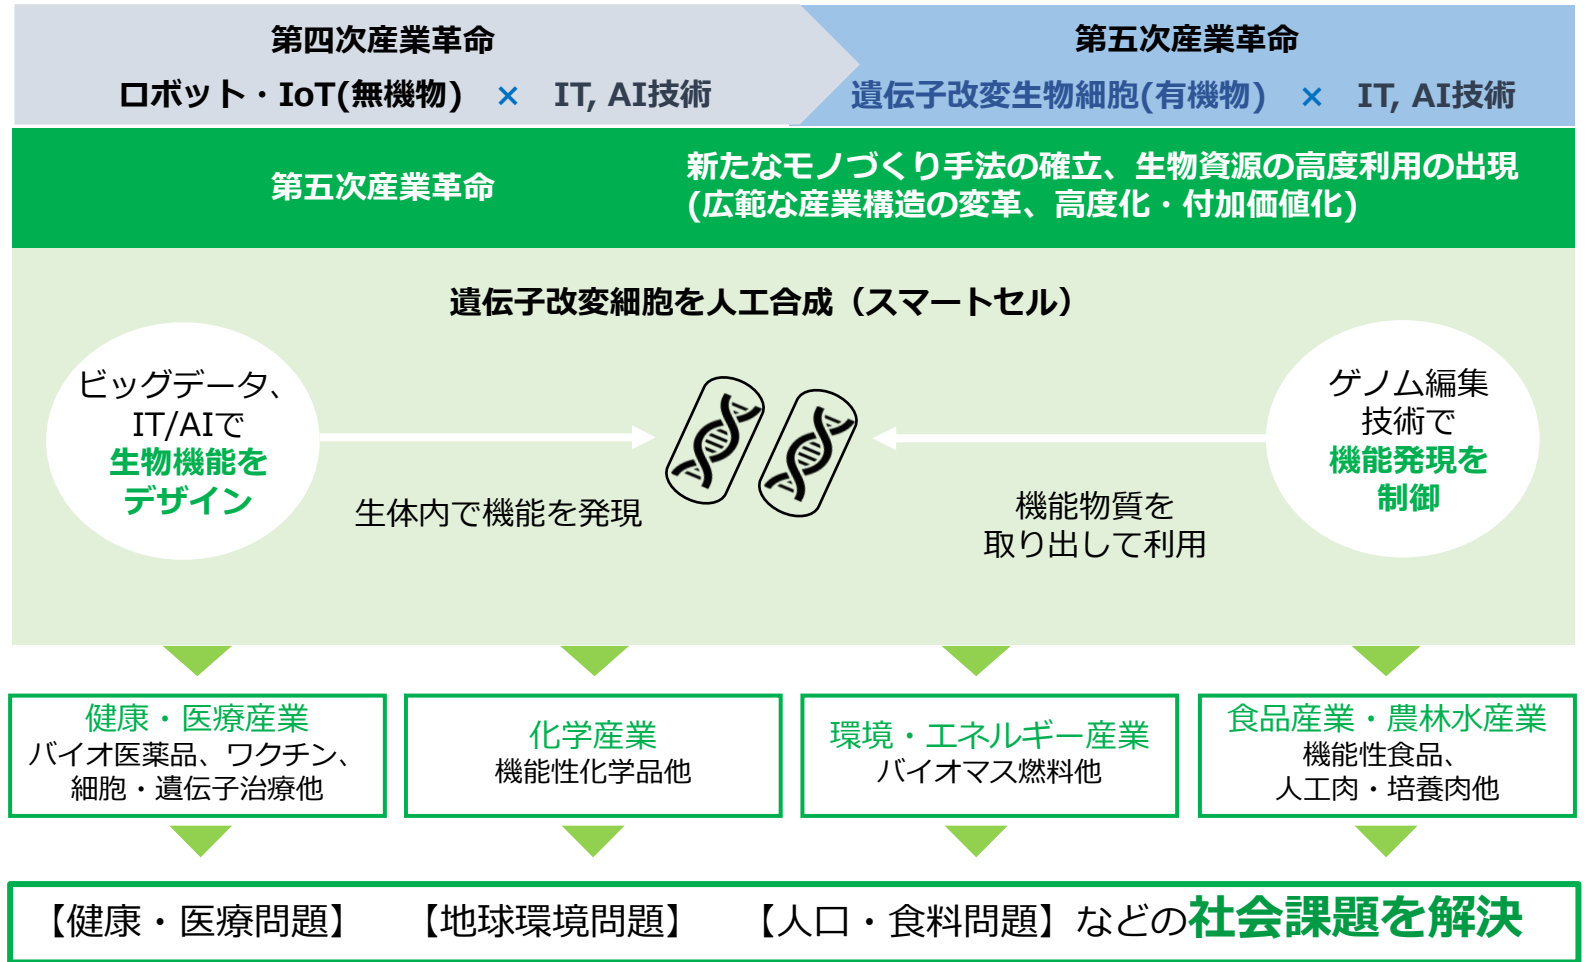 第四次産業革命
ロボット・IoT(無機物) × IT, AI技術
第五次産業革命
遺伝子改変生物細胞(有機物) × IT, AI技術
第五次産業革命
新たなモノづくり手法の確立、生物資源の高度利用の出現
(広範な産業構造の変革、高度化・付加価値化)
遺伝子改変細胞を人工合成（スマートセル）
ビッグデータ、
IT/AIで
生物機能を
デザイン
生体内で機能を発現
機能物質を
取り出して利用
ゲノム編集
技術で
機能発現を
制御
健康・医療産業
バイオ医薬品、ワクチン、
細胞・遺伝子治療他
化学産業
機能性化学品他
環境・エネルギー産業
バイオマス燃料他
食品産業・農林水産業
機能性食品、
人工肉・培養肉他
【健康・医療問題】 【地球環境問題】 【人口・食料問題】などの社会課題を解決